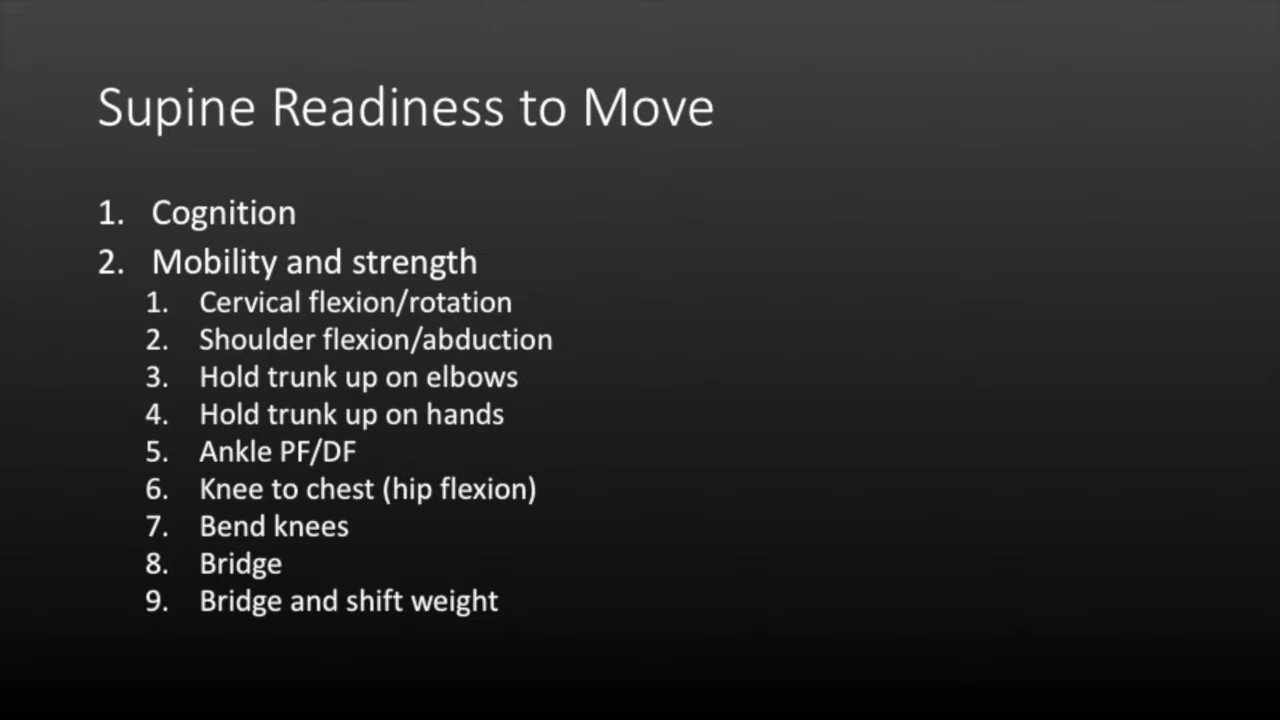 Supine Readiness to Move
1. Cognition
2. Mobility and strength
1. Cervical flexion/rotation
2. Shoulder flexion/abduction
3. Hold trunk up on elbows
4. Hold trunk up on hands
5. Ankle PF/DF
6. Knee to chest (hip flexion)
7. Bend knees
8. Bridge
9. Bridge and shift weight